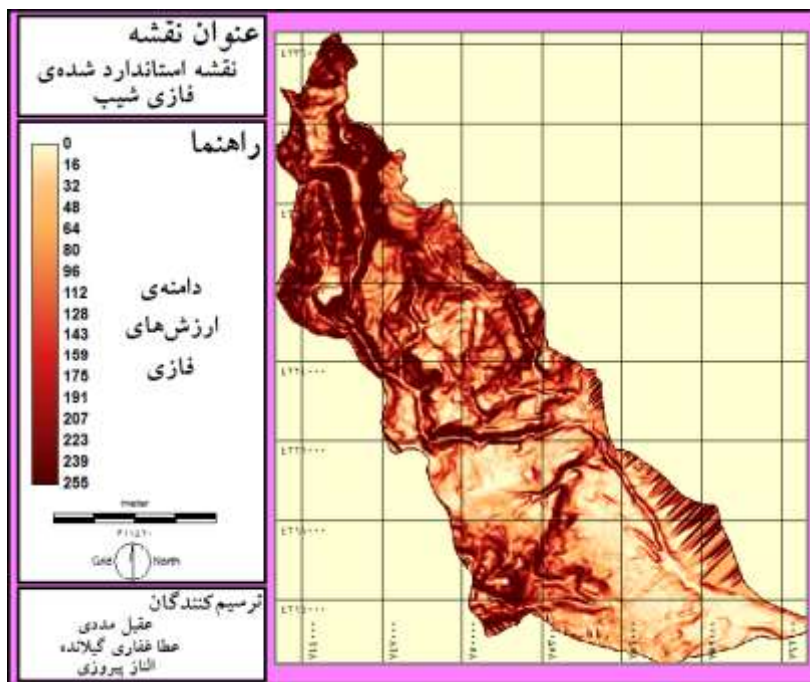 عنوان نقشه
نقشه استاندارد شده‌ی
فازی شیب
راهنما
0
16
32
48
64
80
96
112
128
143
159
175
191
207
223
239
255
دامنه‌ی
ارزش‌های
فازی
meter
Grid
North
ترسیم‌کنندگان
عقیل مددی
عطا غفاری گیلانده
الناز پیروزی